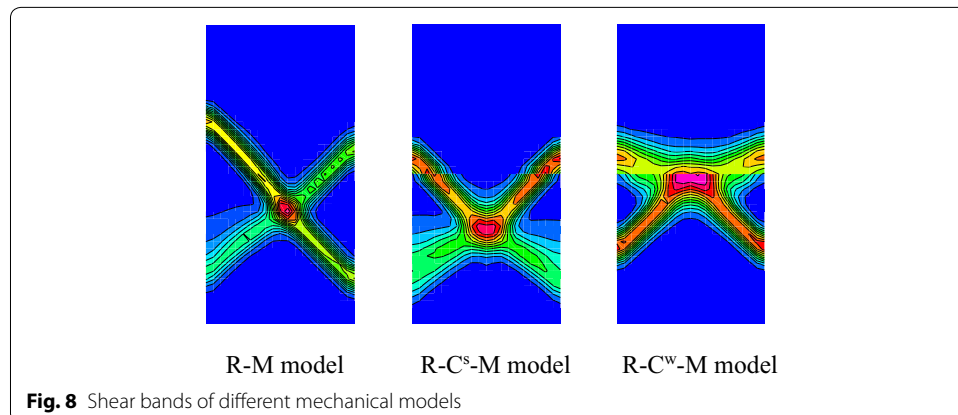 R-M model R-Cˢ-M model R-Cʷ-M model
Fig. 8 Shear bands of different mechanical models